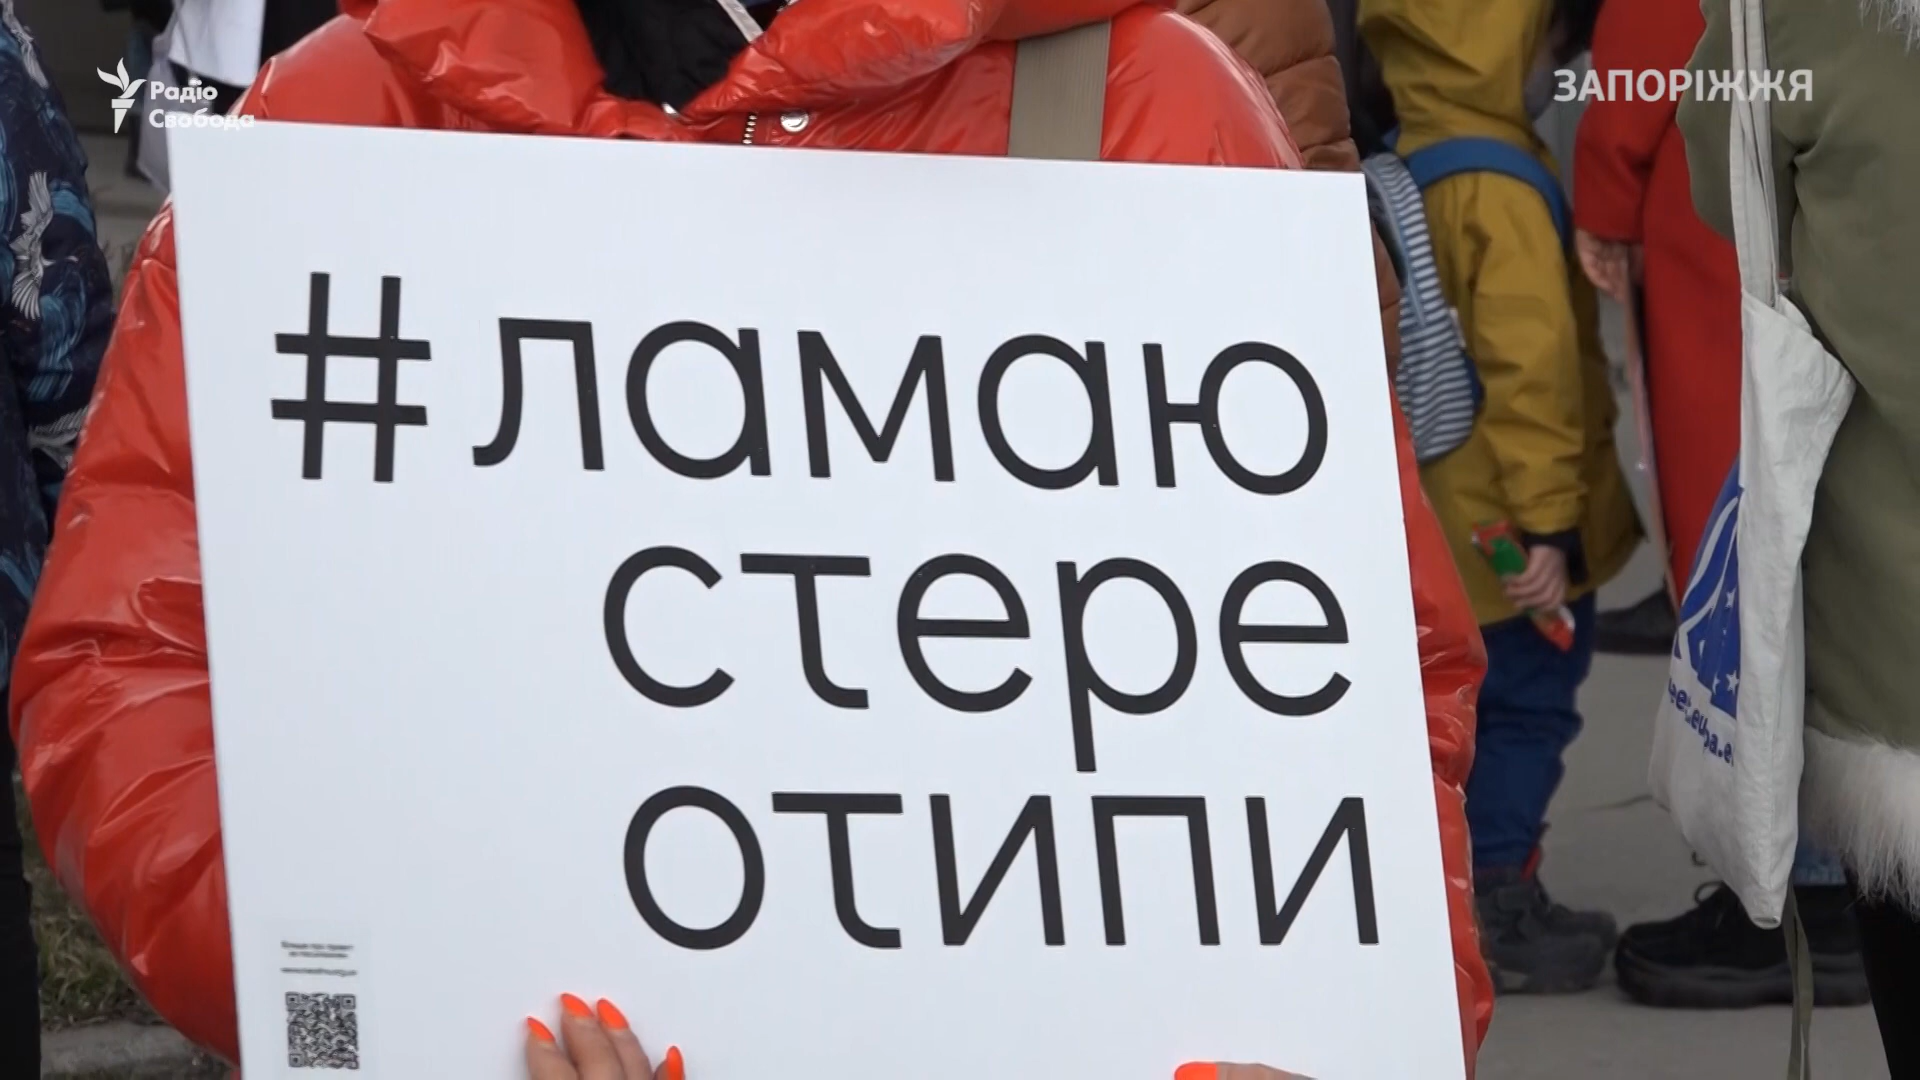 Радіо
Свобода
ЗАПОРІЖЖЯ
#ламаю
стере
отипи